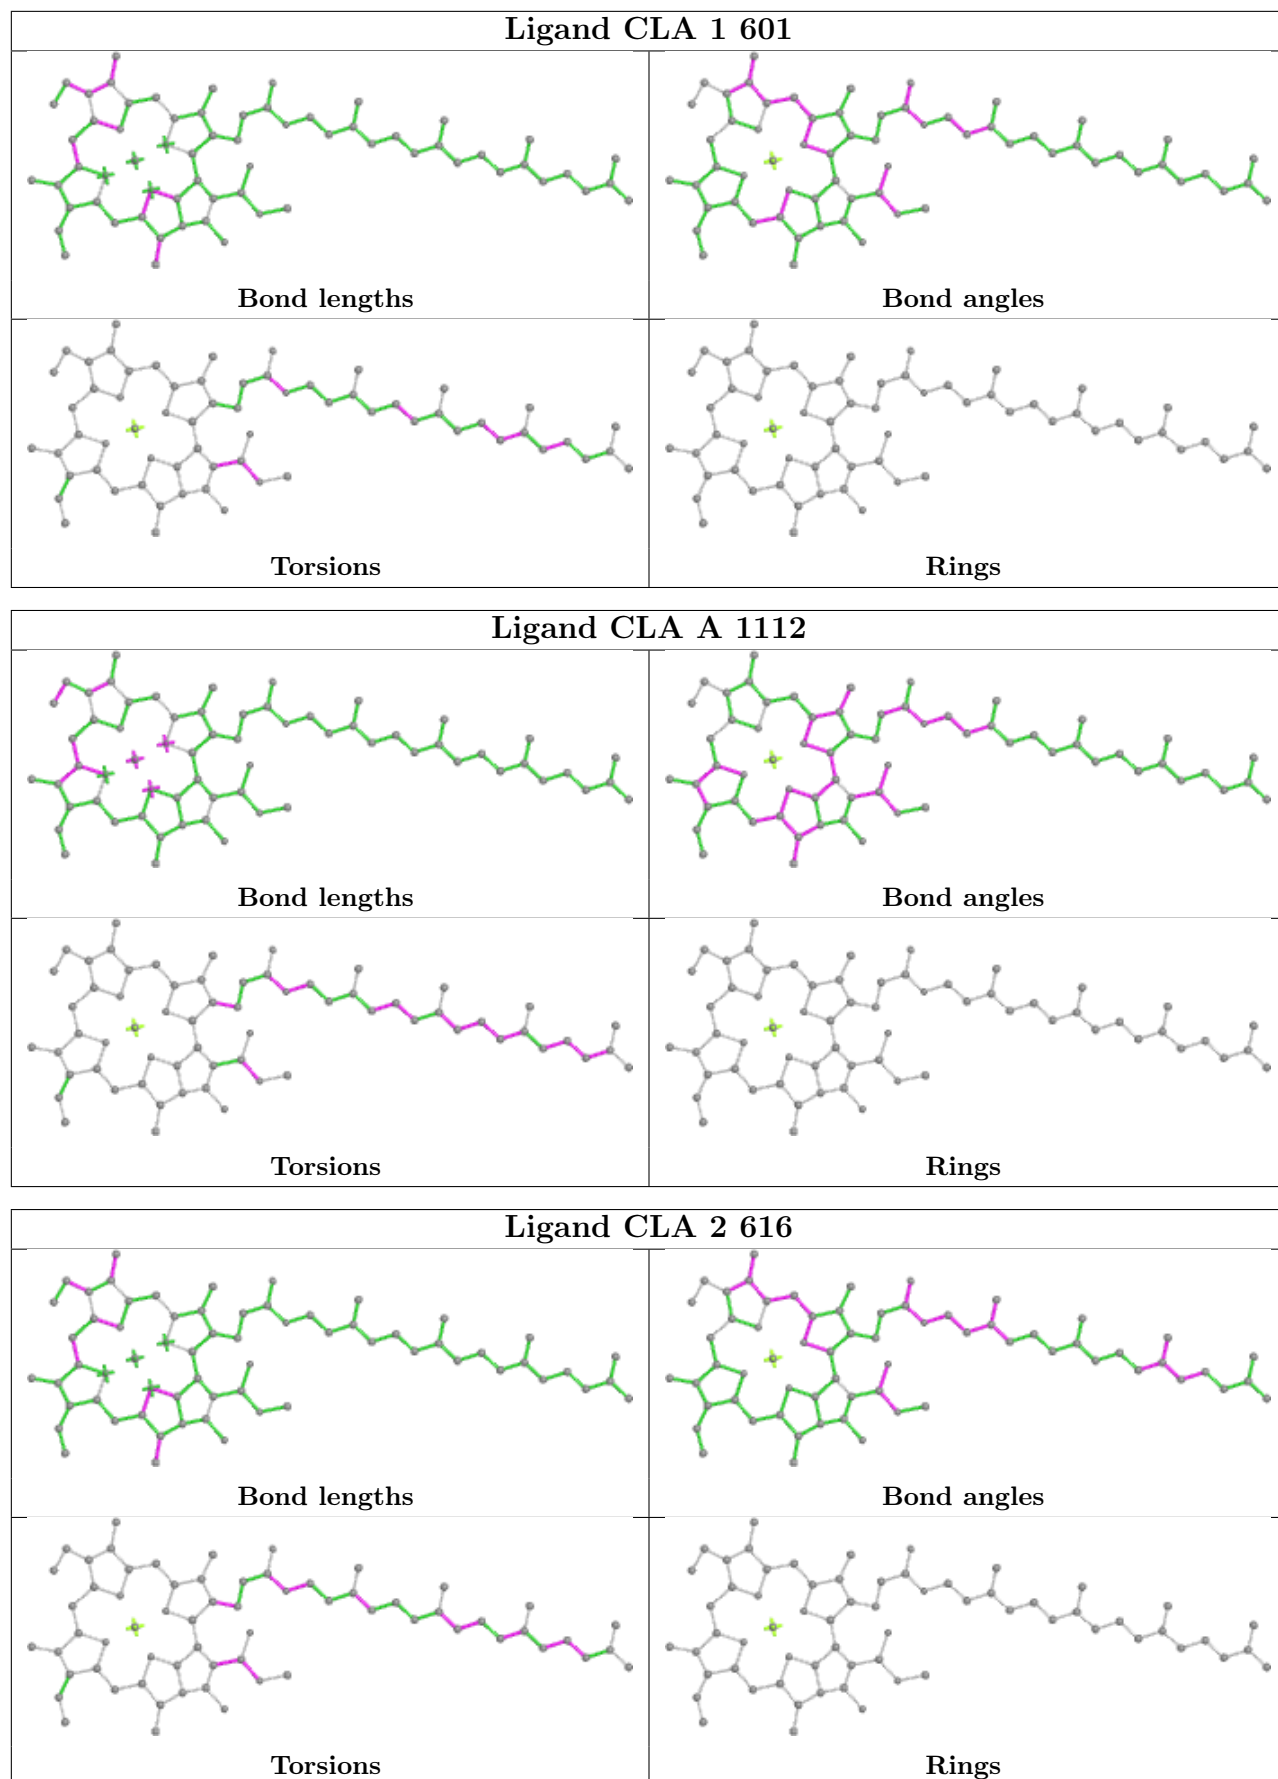 Ligand CLA 1 601
Bond lengths
Bond angles
Torsions
Rings
Ligand CLA A 1112
Bond lengths
Bond angles
Torsions
Rings
Ligand CLA 2 616
Bond lengths
Bond angles
Torsions
Rings